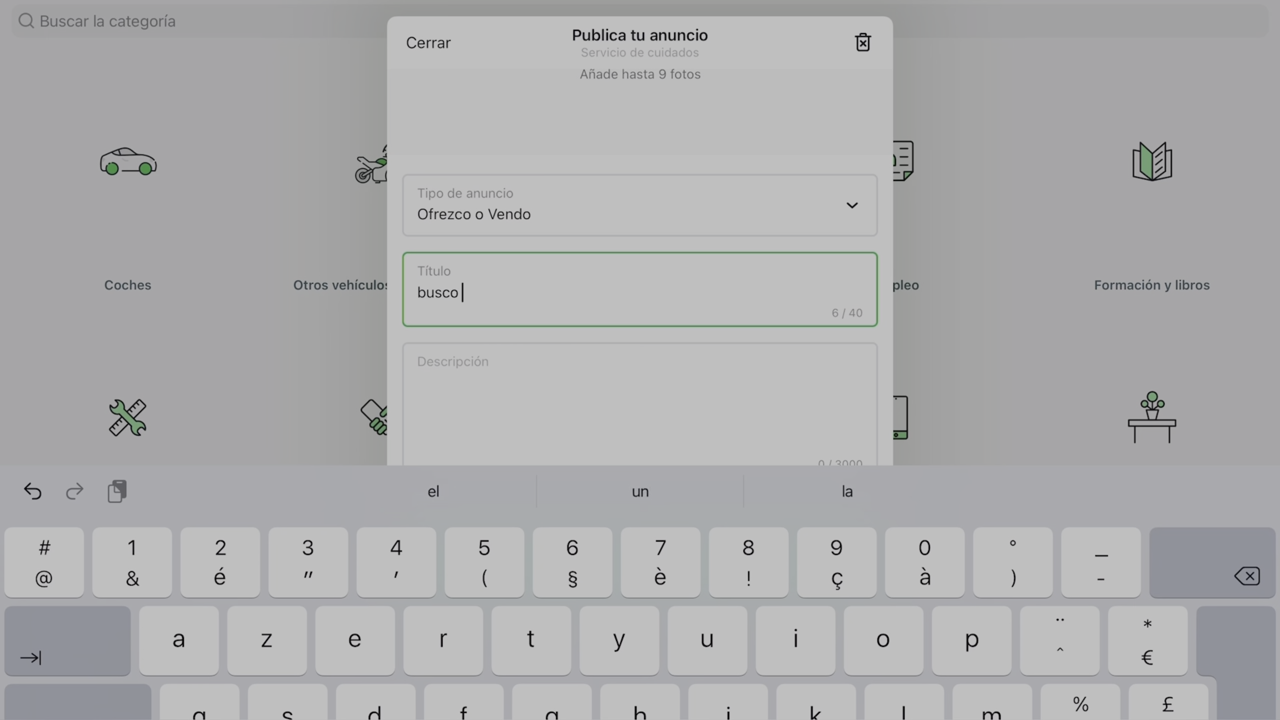 Buscar la categoría
Cerrar
Publica tu anuncio
Servicio de cuidados
Añade hasta 9 fotos
Tipo de anuncio
Ofrezco o Vendo
Título
busco
6 / 40
Descripción
0 / 3000
Coches
Otros vehículos
pleo
Formación y libros
el
un
la
# 1 2 3 4 5 6 7 8 9 0 ° _
@ & é " ' ( § è ! ç à ) -
a z e r t y u i o p ¨ *
^ €
q s d f g h j k l m % £